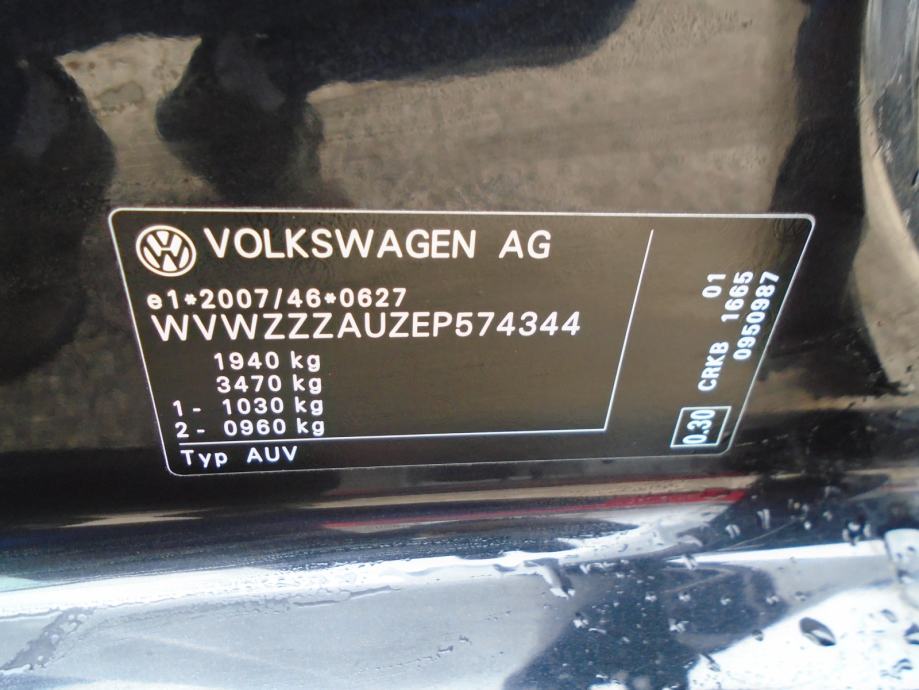 VOLKSWAGEN AG
e1*2007/46*0627
WVWZZZAUZEP574344
1940 kg
3470 kg
1- 1030 kg
2- 0960 kg
Typ AUV
01
CRKB 1665
0950987
0.30